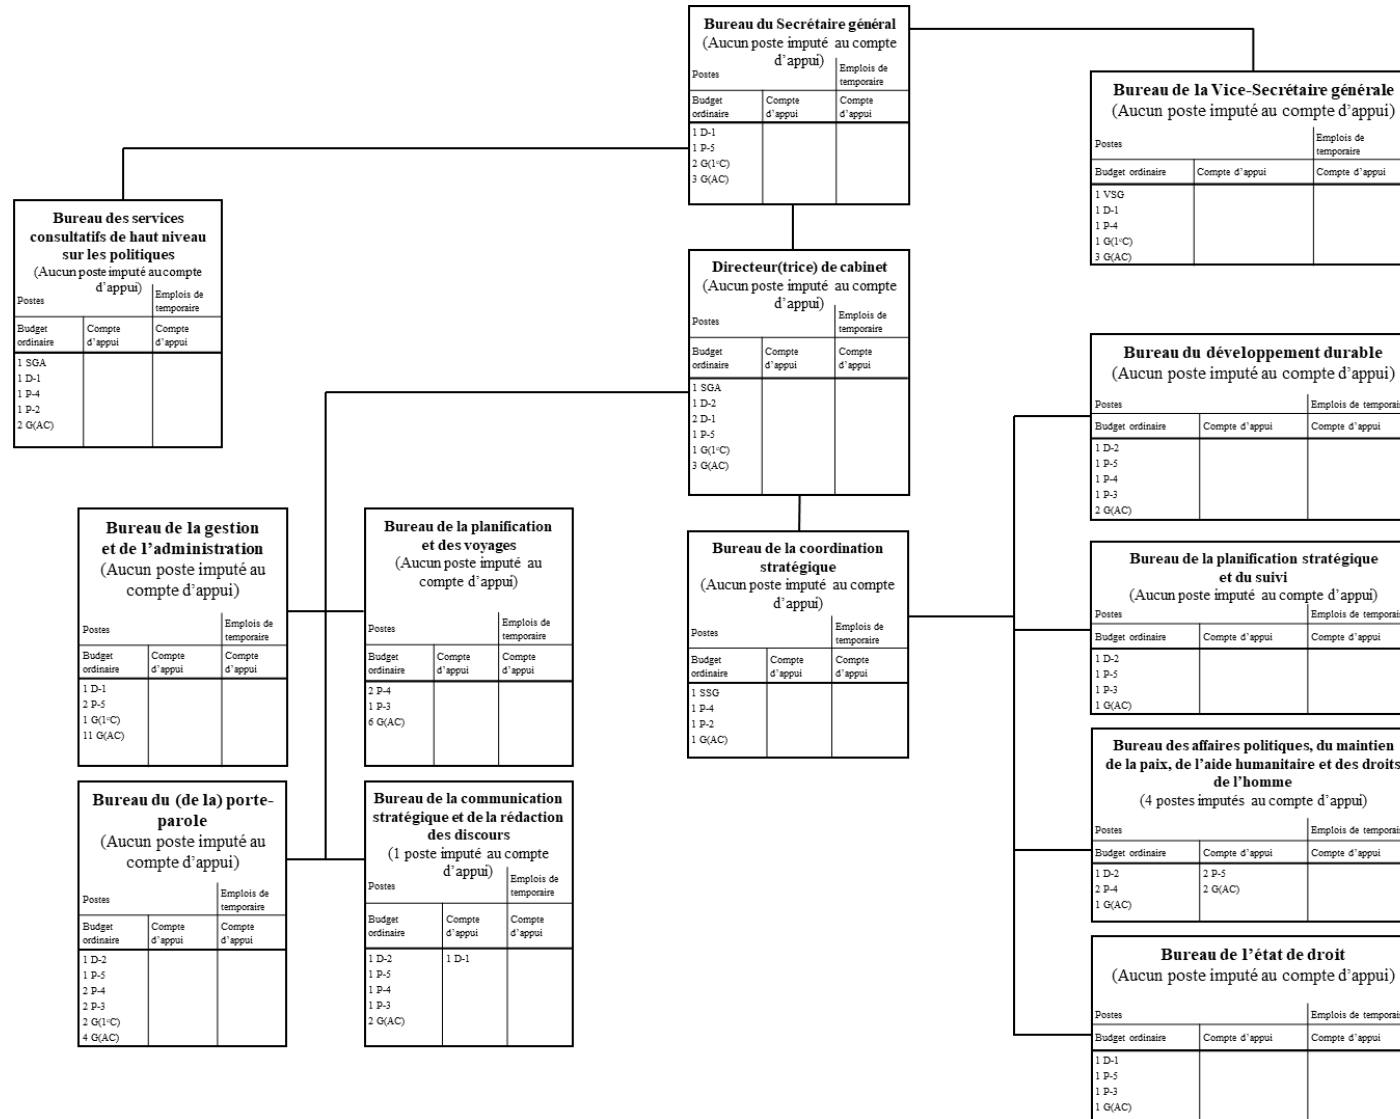 Bureau du Secrétaire général
(Aucun poste imputé au compte
d'appui)
Postes
Emplois de
temporaire
Budget
ordinaire
Compte
d'appui
Compte
d'appui
1 D-1
1 P-5
2 G(1eC)
3 G(AC)
Bureau de la Vice-Secrétaire générale
(Aucun poste imputé au compte d'appui)
Postes
Emplois de
temporaire
Budget ordinaire
Compte d'appui
Compte d'appui
1 VSG
1 D-1
1 P-4
1 G(1eC)
3 G(AC)
Bureau des services
consultatifs de haut niveau
sur les politiques
(Aucun poste imputé au compte
d'appui)
Postes
Emplois de
temporaire
Budget
ordinaire
Compte
d'appui
Compte
d'appui
1 SGA
1 D-1
1 P-4
1 P-2
2 G(AC)
Directeur(trice) de cabinet
(Aucun poste imputé au compte
d'appui)
Postes
Emplois de
temporaire
Budget
ordinaire
Compte
d'appui
Compte
d'appui
1 SGA
1 D-2
2 D-1
1 P-5
1 G(1eC)
3 G(AC)
Bureau du développement durable
(Aucun poste imputé au compte d'appui)
Postes
Emplois de temporai
Budget ordinaire
Compte d'appui
Compte d'appui
1 D-2
1 P-5
1 P-4
1 P-3
2 G(AC)
Bureau de la gestion
et de l'administration
(Aucun poste imputé au
compte d'appui)
Postes
Emplois de
temporaire
Budget
ordinaire
Compte
d'appui
Compte
d'appui
1 D-1
2 P-5
1 G(1eC)
11 G(AC)
Bureau de la planification
et des voyages
(Aucun poste imputé au
compte d'appui)
Postes
Emplois de
temporaire
Budget
ordinaire
Compte
d'appui
Compte
d'appui
2 P-4
1 P-3
6 G(AC)
Bureau de la coordination
stratégique
(Aucun poste imputé au compte
d'appui)
Postes
Emplois de
temporaire
Budget
ordinaire
Compte
d'appui
Compte
d'appui
1 SSG
1 P-4
1 P-2
1 G(AC)
Bureau de la planification stratégique
et du suivi
(Aucun poste imputé au compte d'appui)
Postes
Emplois de temporai
Budget ordinaire
Compte d'appui
Compte d'appui
1 D-2
1 P-5
1 P-3
1 G(AC)
Bureau des affaires politiques, du maintien
de la paix, de l'aide humanitaire et des droits
de l'homme
(4 postes imputés au compte d'appui)
Postes
Emplois de temporai
Budget ordinaire
Compte d'appui
Compte d'appui
1 D-2
2 P-5
2 P-4
2 G(AC)
1 G(AC)
Bureau du (de la) porte-
parole
(Aucun poste imputé au
compte d'appui)
Postes
Emplois de
temporaire
Budget
ordinaire
Compte
d'appui
Compte
d'appui
1 D-2
1 P-5
2 P-4
2 P-3
2 G(1eC)
4 G(AC)
Bureau de la communication
stratégique et de la rédaction
des discours
(1 poste imputé au compte
d'appui)
Postes
Emplois de
temporaire
Budget
ordinaire
Compte
d'appui
Compte
d'appui
1 D-2
1 D-1
1 P-5
1 P-4
1 P-3
2 G(AC)
Bureau de l'état de droit
(Aucun poste imputé au compte d'appui)
Postes
Emplois de temporai
Budget ordinaire
Compte d'appui
Compte d'appui
1 D-1
1 P-5
1 P-3
1 G(AC)